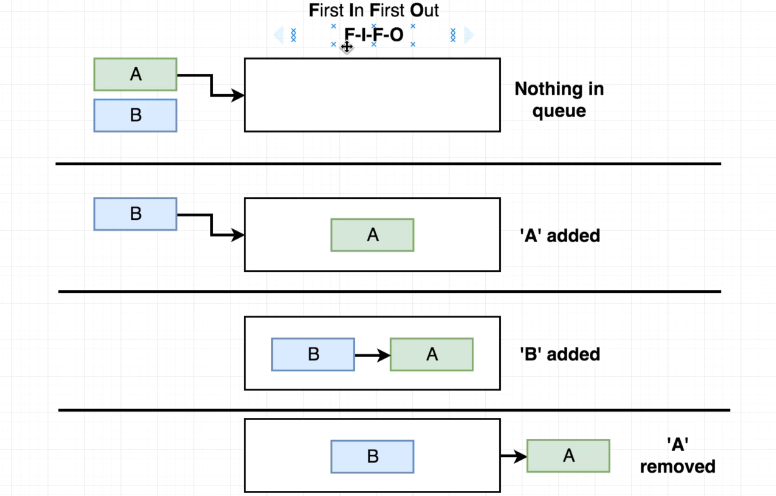 First In First Out
F-I-F-O
A
B
Nothing in
queue
B
A
'A' added
B
A
'B' added
B
A
'A'
removed